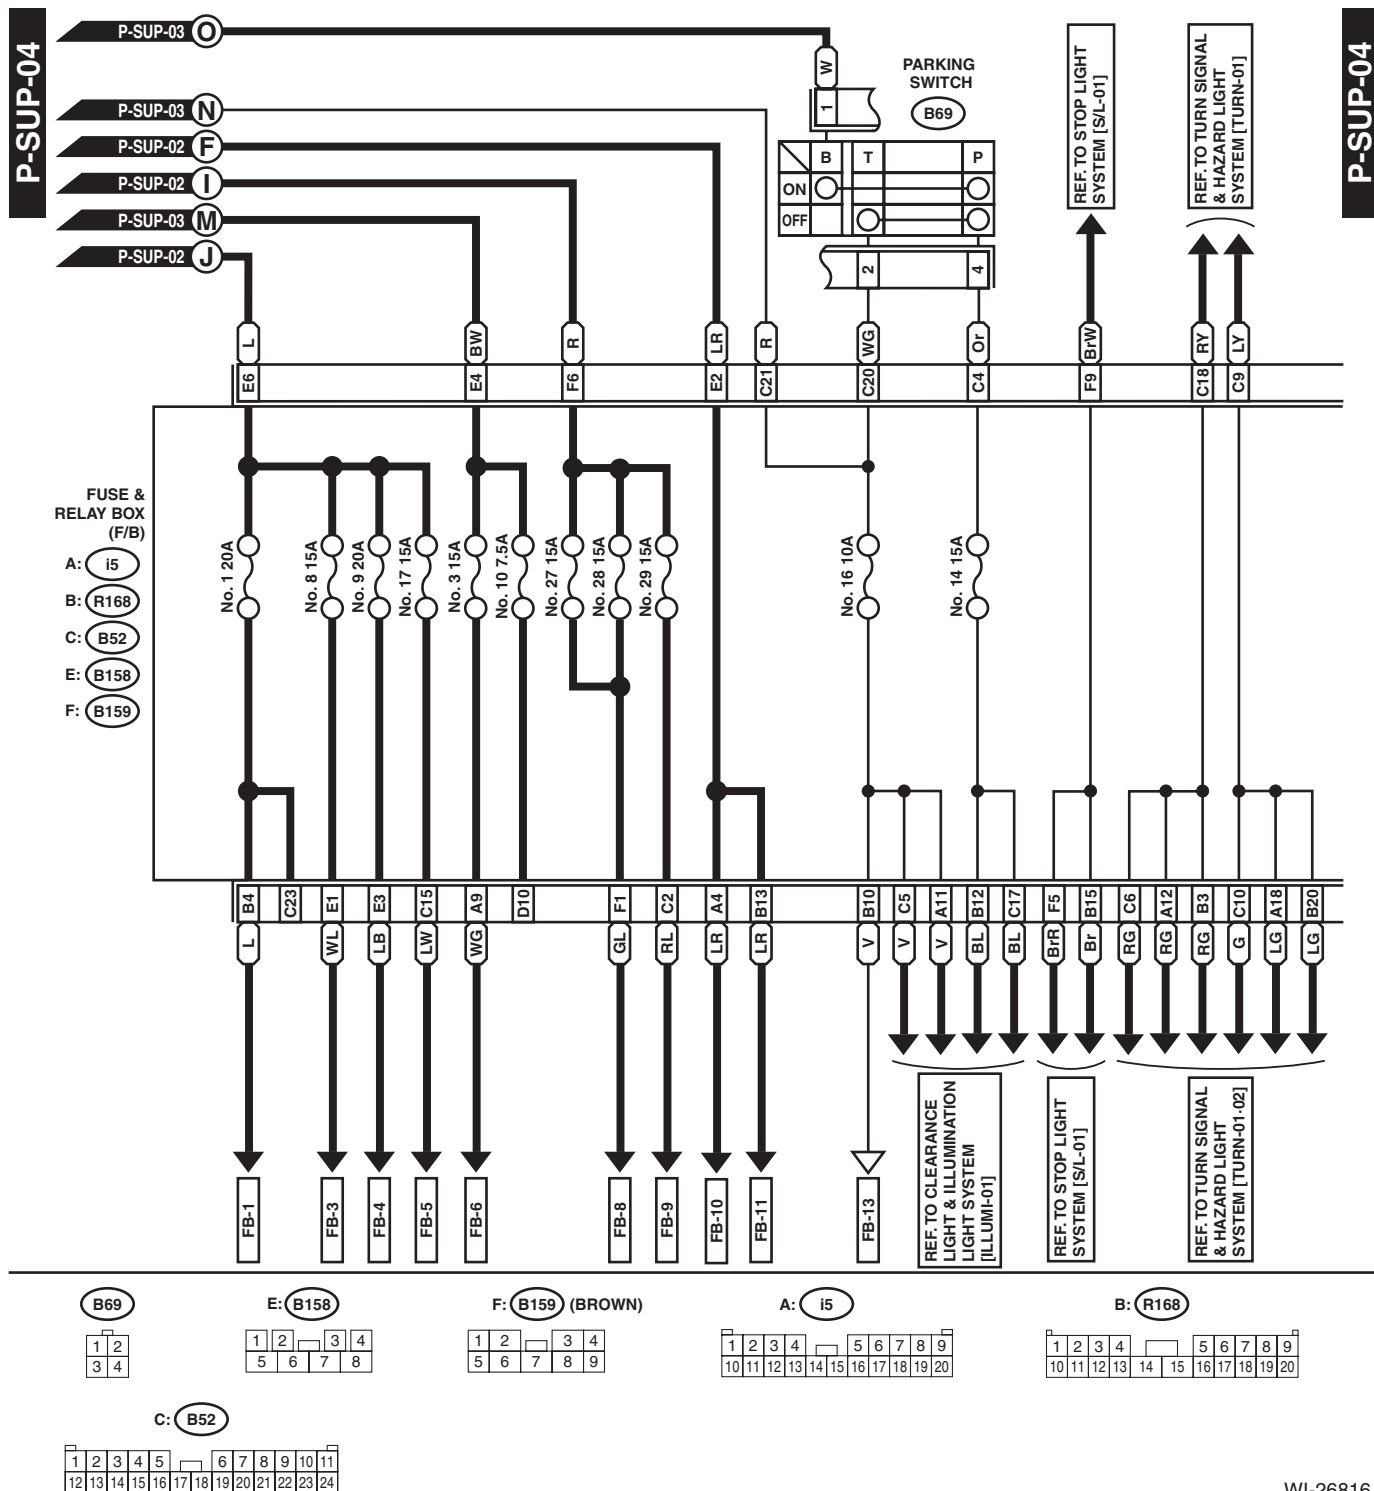 P-SUP-04
P-SUP-04
P-SUP-03 O
P-SUP-03 N
P-SUP-02 F
P-SUP-02 I
P-SUP-03 M
P-SUP-02 J
W
1
PARKING
SWITCH
B69
B T P
ON
OFF
2 4
REF. TO STOP LIGHT
SYSTEM [S/L-01]
REF. TO TURN SIGNAL
& HAZARD LIGHT
SYSTEM [TURN-01]
L BW R LR R WG Or BrW RY LY
E6 E4 F6 E2 C21 C20 C4 F9 C18 C9
FUSE &
RELAY BOX
(F/B)
A: i5
B: R168
C: B52
E: B158
F: B159
No. 1 20A
No. 8 15A
No. 9 20A
No. 17 15A
No. 3 15A
No. 10 7.5A
No. 27 15A
No. 28 15A
No. 29 15A
No. 16 10A
No. 14 15A
B4 C23 E1 E3 C15 A9 D10 F1 C2 A4 B13 B10 C5 A11 B12 C17 F5 B15 C6 A12 B3 C10 A18 B20
L WL LB LW WG GL RL LR LR V V V BL BL BrR Br RG RG RG G LG LG
FB-1 FB-3 FB-4 FB-5 FB-6 FB-8 FB-9 FB-10 FB-11 FB-13
REF. TO CLEARANCE
LIGHT & ILLUMINATION
LIGHT SYSTEM
[ILLUMI-01]
REF. TO STOP LIGHT
SYSTEM [S/L-01]
REF. TO TURN SIGNAL
& HAZARD LIGHT
SYSTEM [TURN-01·02]
B69
1 2
3 4
E: B158
1 2 3 4
5 6 7 8
F: B159 (BROWN)
1 2 3 4
5 6 7 8 9
A: i5
1 2 3 4 5 6 7 8 9
10 11 12 13 14 15 16 17 18 19 20
B: R168
1 2 3 4 5 6 7 8 9
10 11 12 13 14 15 16 17 18 19 20
C: B52
1 2 3 4 5 6 7 8 9 10 11
12 13 14 15 16 17 18 19 20 21 22 23 24
WI-26816